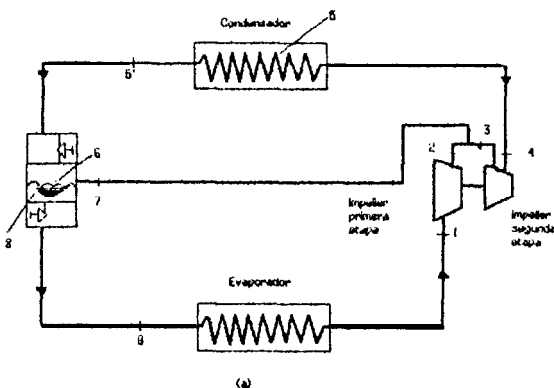 Condensador
5
5'
6
2
3
4
7
8
Impeller
primera
etapa
1
Impeller
segunda
etapa
Evaporador
9
(a)